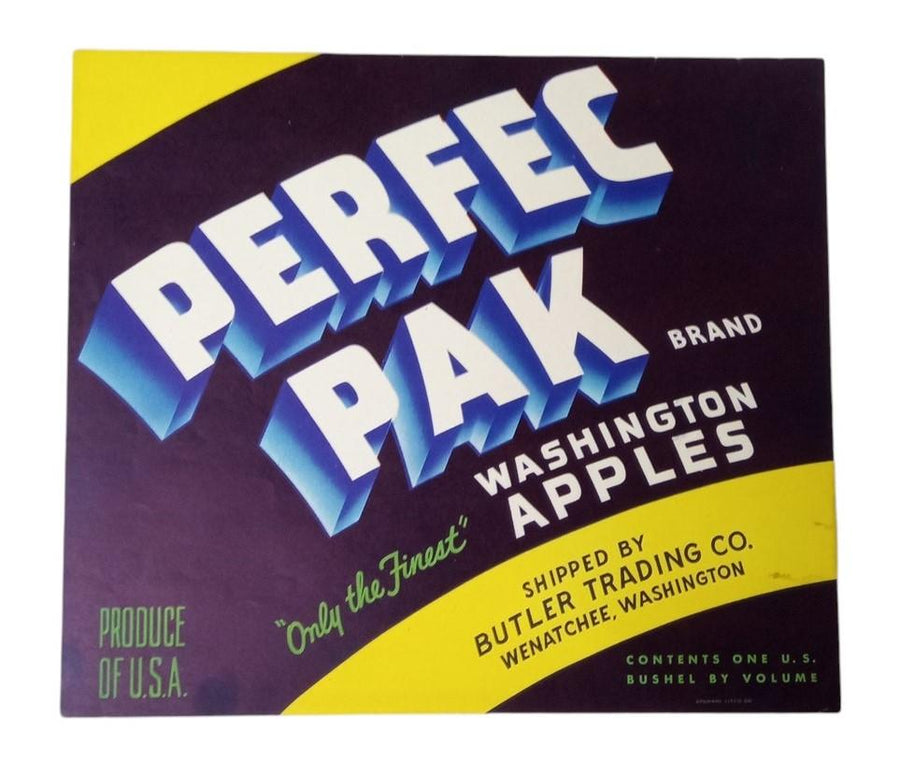 PERFEC
PAK
BRAND
WASHINGTON
APPLES
"Only the Finest"
SHIPPED BY
BUTLER TRADING CO.
WENATCHEE, WASHINGTON
PRODUCE
OF U.S.A.
CONTENTS ONE U. S.
BUSHEL BY VOLUME